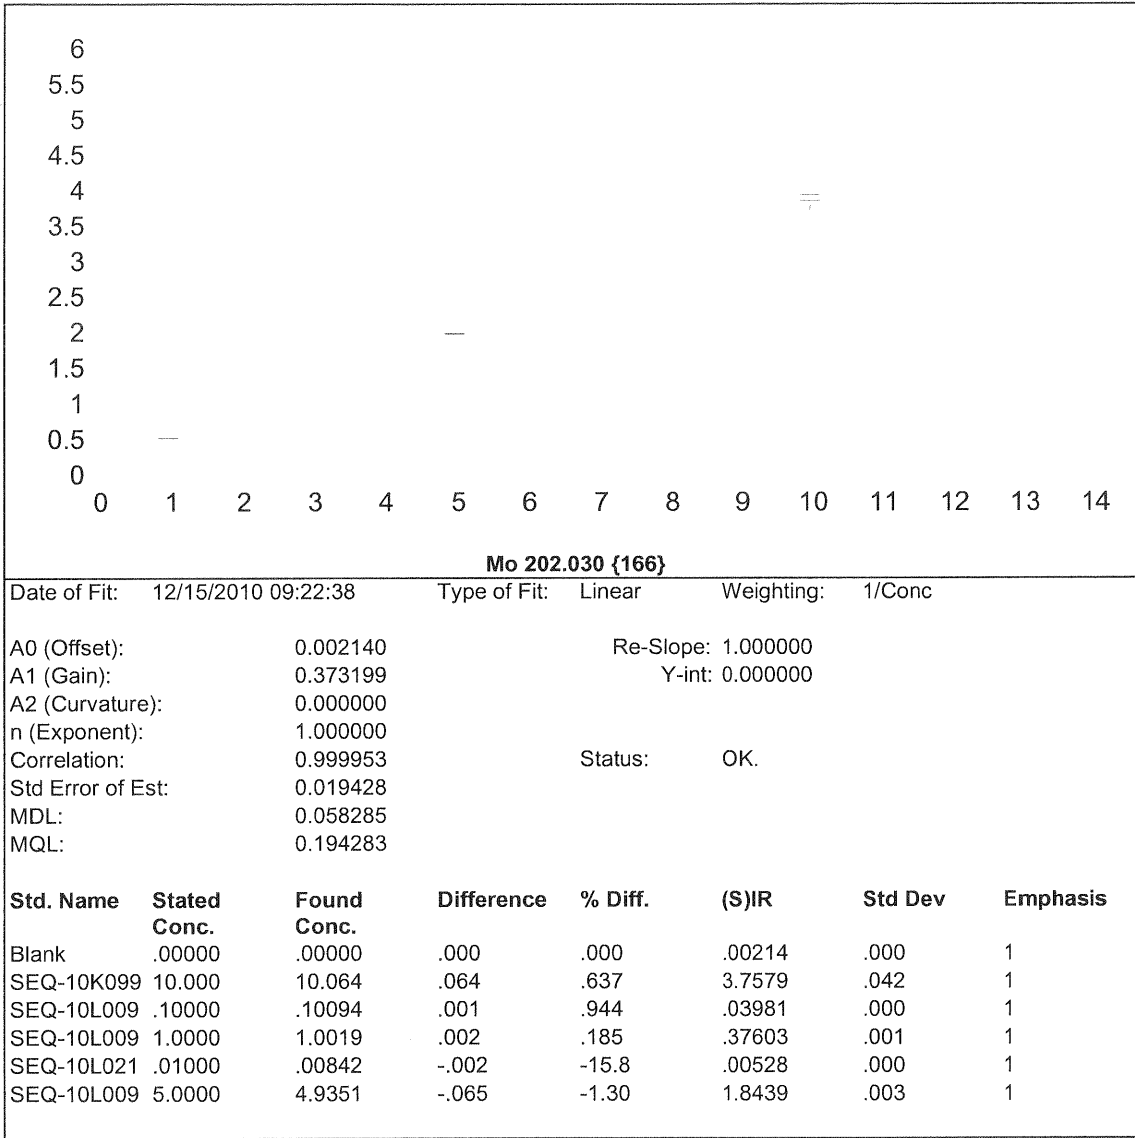 6
5.5
5
4.5
4
3.5
3
2.5
2
1.5
1
0.5
0
0 1 2 3 4 5 6 7 8 9 10 11 12 13 14
Mo 202.030 {166}
Date of Fit: 12/15/2010 09:22:38 Type of Fit: Linear Weighting: 1/Conc
A0 (Offset): 0.002140 Re-Slope: 1.000000
A1 (Gain): 0.373199 Y-int: 0.000000
A2 (Curvature): 0.000000
n (Exponent): 1.000000
Correlation: 0.999953 Status: OK.
Std Error of Est: 0.019428
MDL: 0.058285
MQL: 0.194283
Std. Name Stated Found Difference % Diff. (S)IR Std Dev Emphasis
Conc. Conc.
Blank .00000 .00000 .000 .000 .00214 .000 1
SEQ-10K099 10.000 10.064 .064 .637 3.7579 .042 1
SEQ-10L009 .10000 .10094 .001 .944 .03981 .000 1
SEQ-10L009 1.0000 1.0019 .002 .185 .37603 .001 1
SEQ-10L021 .01000 .00842 -.002 -15.8 .00528 .000 1
SEQ-10L009 5.0000 4.9351 -.065 -1.30 1.8439 .003 1